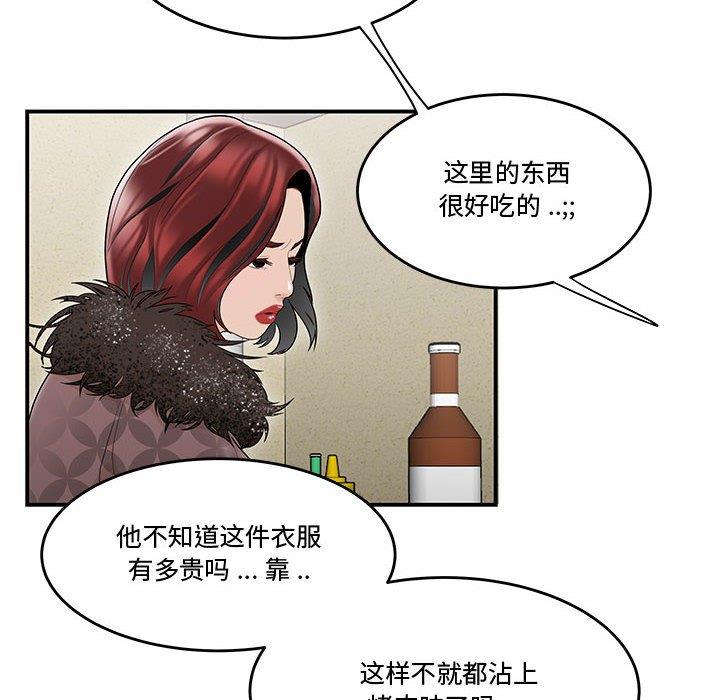 这里的东西
很好吃的 ..;;
他不知道这件衣服
有多贵吗 ... 靠 ..
这样不就都沾上